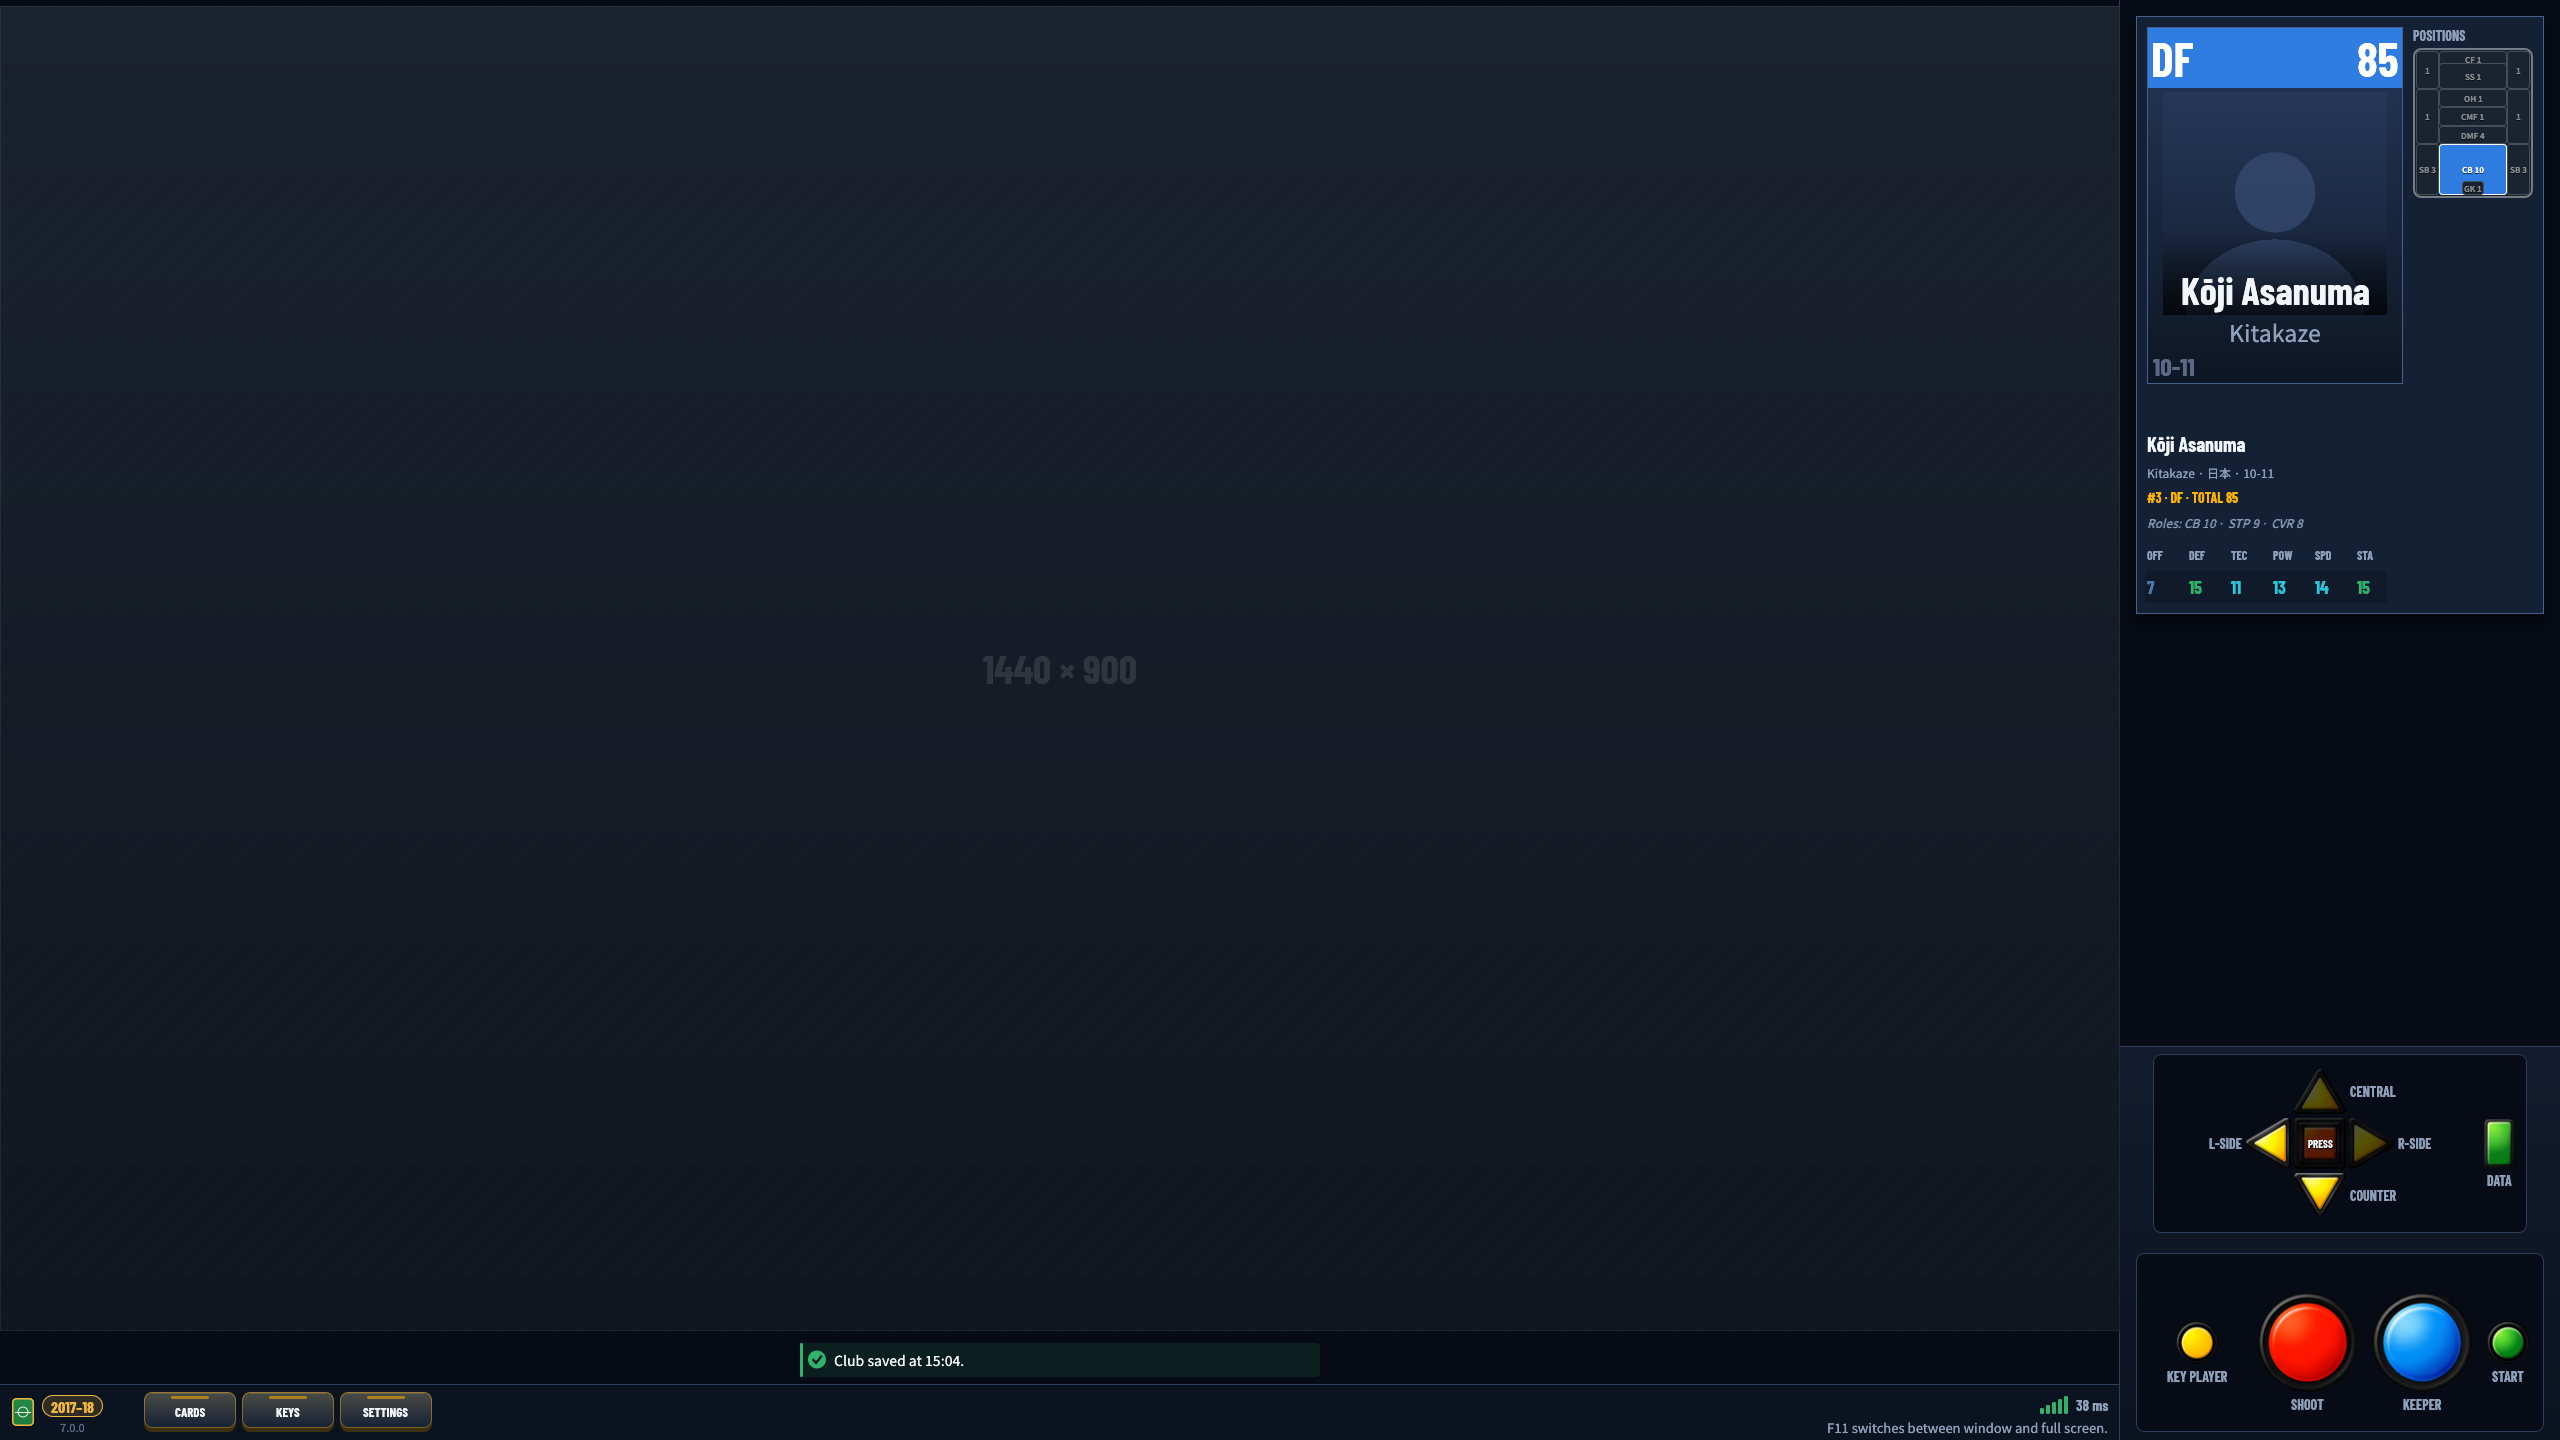 1440 × 900
Club saved at 15:04.
2017-18
7.0.0
CARDS
KEYS
SETTINGS
38 ms
F11 switches between window and full screen.
DF 85
Kōji Asanuma
Kitakaze
10-11
POSITIONS
CF 1
1 SS 1 1
OH 1
1 CMF 1 1
DMF 4
SB 3 CB 10 SB 3
GK 1
Kōji Asanuma
Kitakaze · 日本 · 10-11
#3 · DF · TOTAL 85
Roles: CB 10 · STP 9 · CVR 8
OFF DEF TEC POW SPD STA
7 15 11 13 14 15
CENTRAL
L-SIDE PRESS R-SIDE
COUNTER
DATA
KEY PLAYER
SHOOT
KEEPER
START